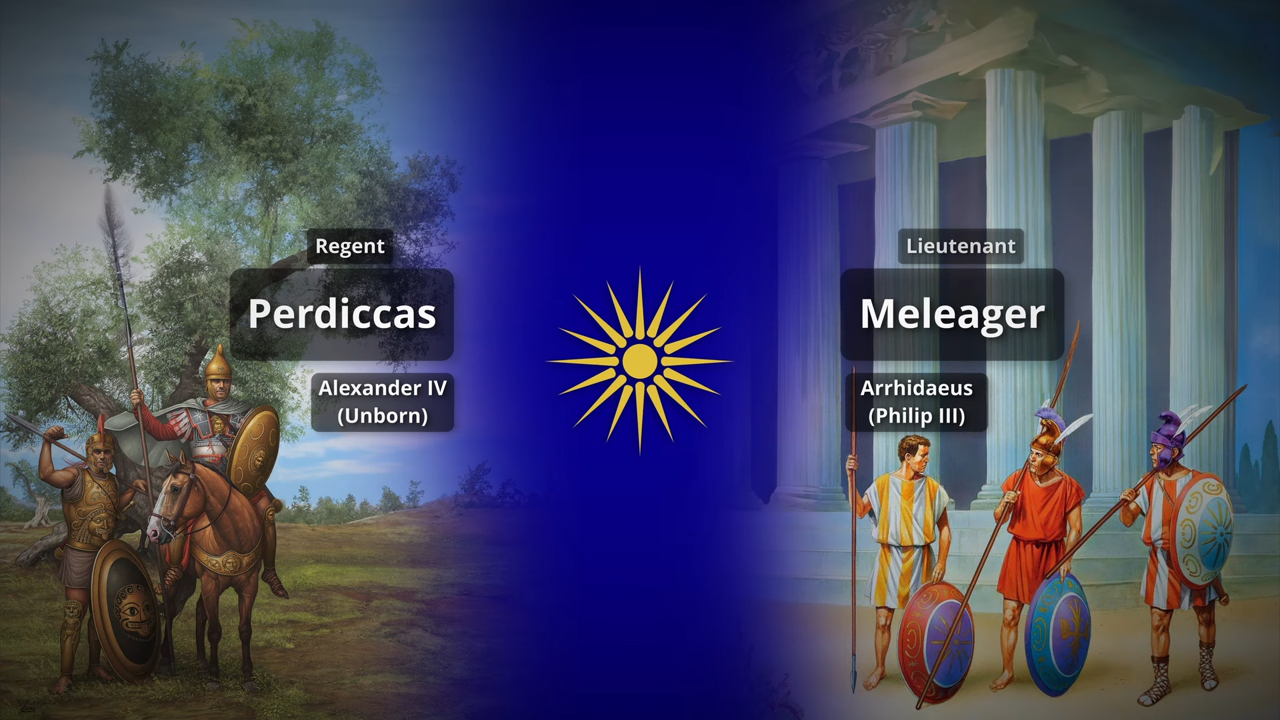 Regent
Perdiccas
Alexander IV
(Unborn)
Lieutenant
Meleager
Arrhidaeus
(Philip III)